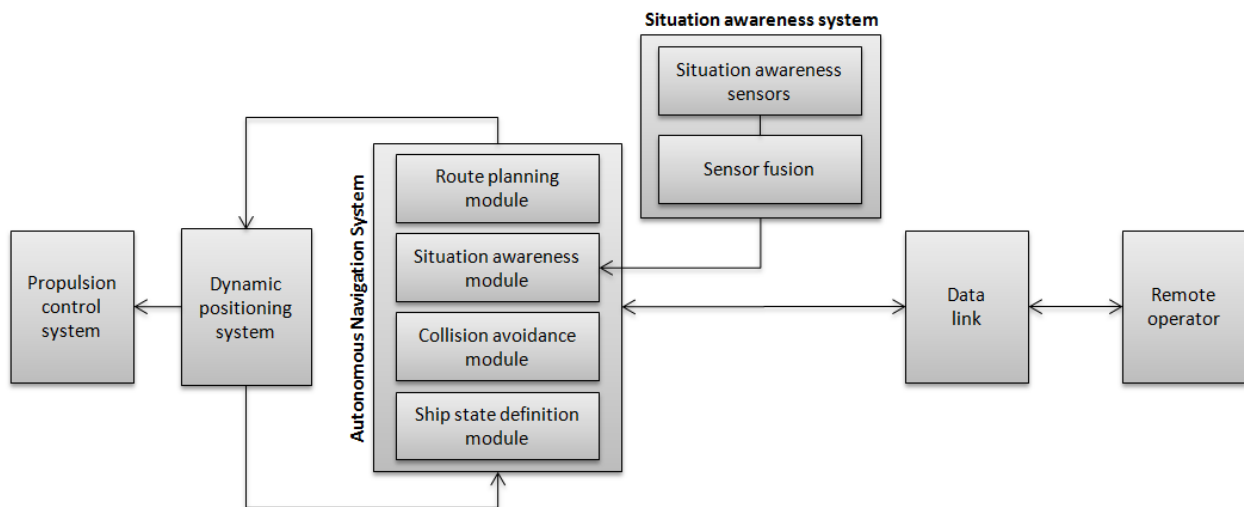 Situation awareness system
Situation awareness
sensors
Sensor fusion
Autonomous Navigation System
Route planning
module
Situation awareness
module
Collision avoidance
module
Ship state definition
module
Propulsion
control
system
Dynamic
positioning
system
Data
link
Remote
operator